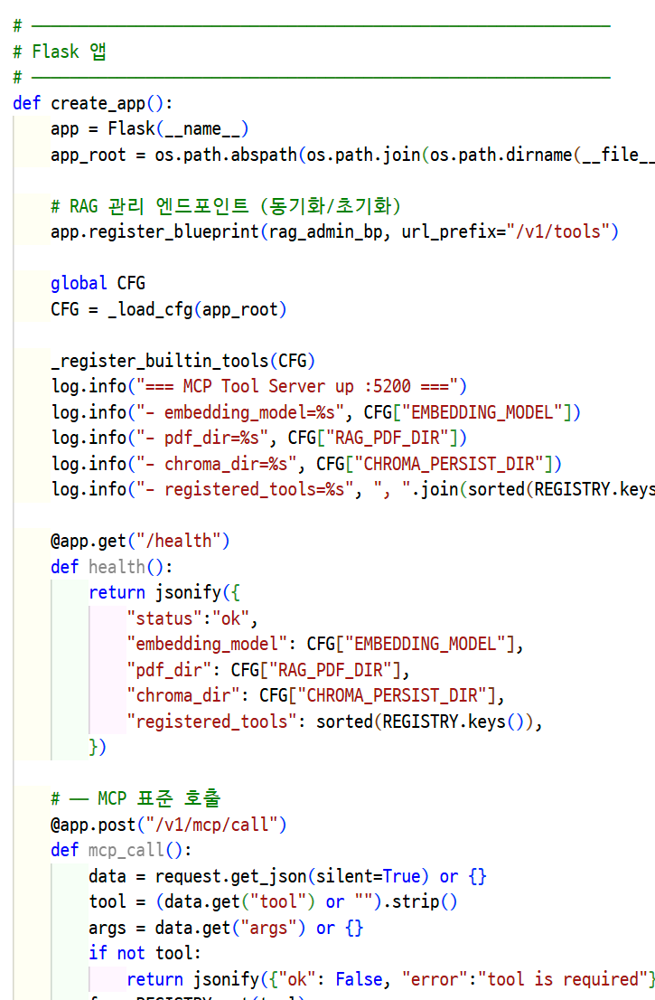 # ─────────────────────────────
# Flask 앱
# ─────────────────────────────
def create_app():
    app = Flask(__name__)
    app_root = os.path.abspath(os.path.join(os.path.dirname(__file__
    # RAG 관리 엔드포인트 (동기화/초기화)
    app.register_blueprint(rag_admin_bp, url_prefix="/v1/tools")
    global CFG
    CFG = _load_cfg(app_root)
    _register_builtin_tools(CFG)
    log.info("=== MCP Tool Server up :5200 ===")
    log.info("- embedding_model=%s", CFG["EMBEDDING_MODEL"])
    log.info("- pdf_dir=%s", CFG["RAG_PDF_DIR"])
    log.info("- chroma_dir=%s", CFG["CHROMA_PERSIST_DIR"])
    log.info("- registered_tools=%s", ", ".join(sorted(REGISTRY.keys
    @app.get("/health")
    def health():
        return jsonify({
            "status":"ok",
            "embedding_model": CFG["EMBEDDING_MODEL"],
            "pdf_dir": CFG["RAG_PDF_DIR"],
            "chroma_dir": CFG["CHROMA_PERSIST_DIR"],
            "registered_tools": sorted(REGISTRY.keys()),
        })
    # ── MCP 표준 호출
    @app.post("/v1/mcp/call")
    def mcp_call():
        data = request.get_json(silent=True) or {}
        tool = (data.get("tool") or "").strip()
        args = data.get("args") or {}
        if not tool:
            return jsonify({"ok": False, "error":"tool is required"}